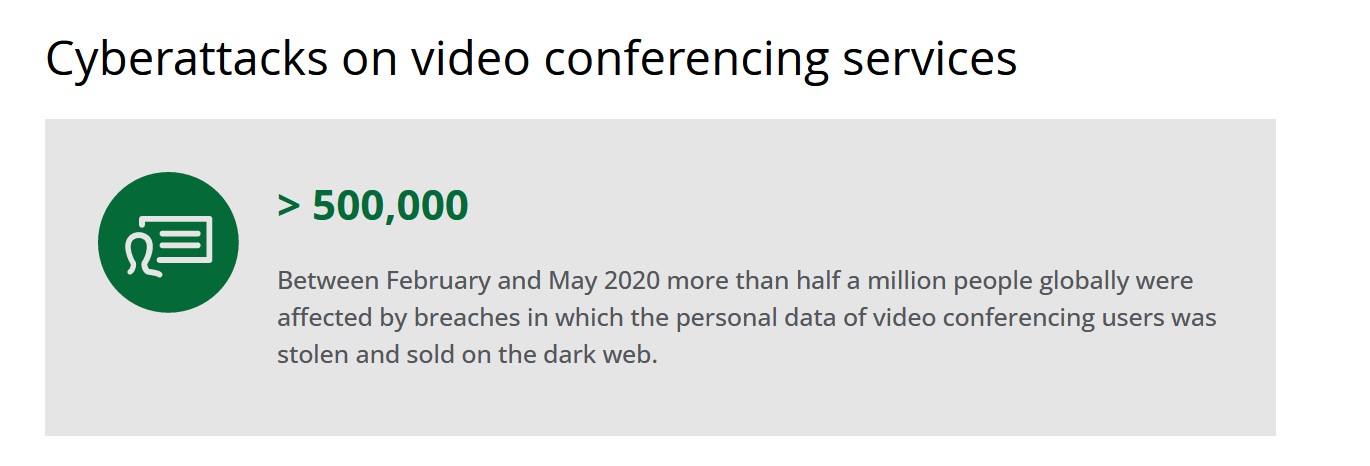 Cyberattacks on video conferencing services
> 500,000
Between February and May 2020 more than half a million people globally were
affected by breaches in which the personal data of video conferencing users was
stolen and sold on the dark web.